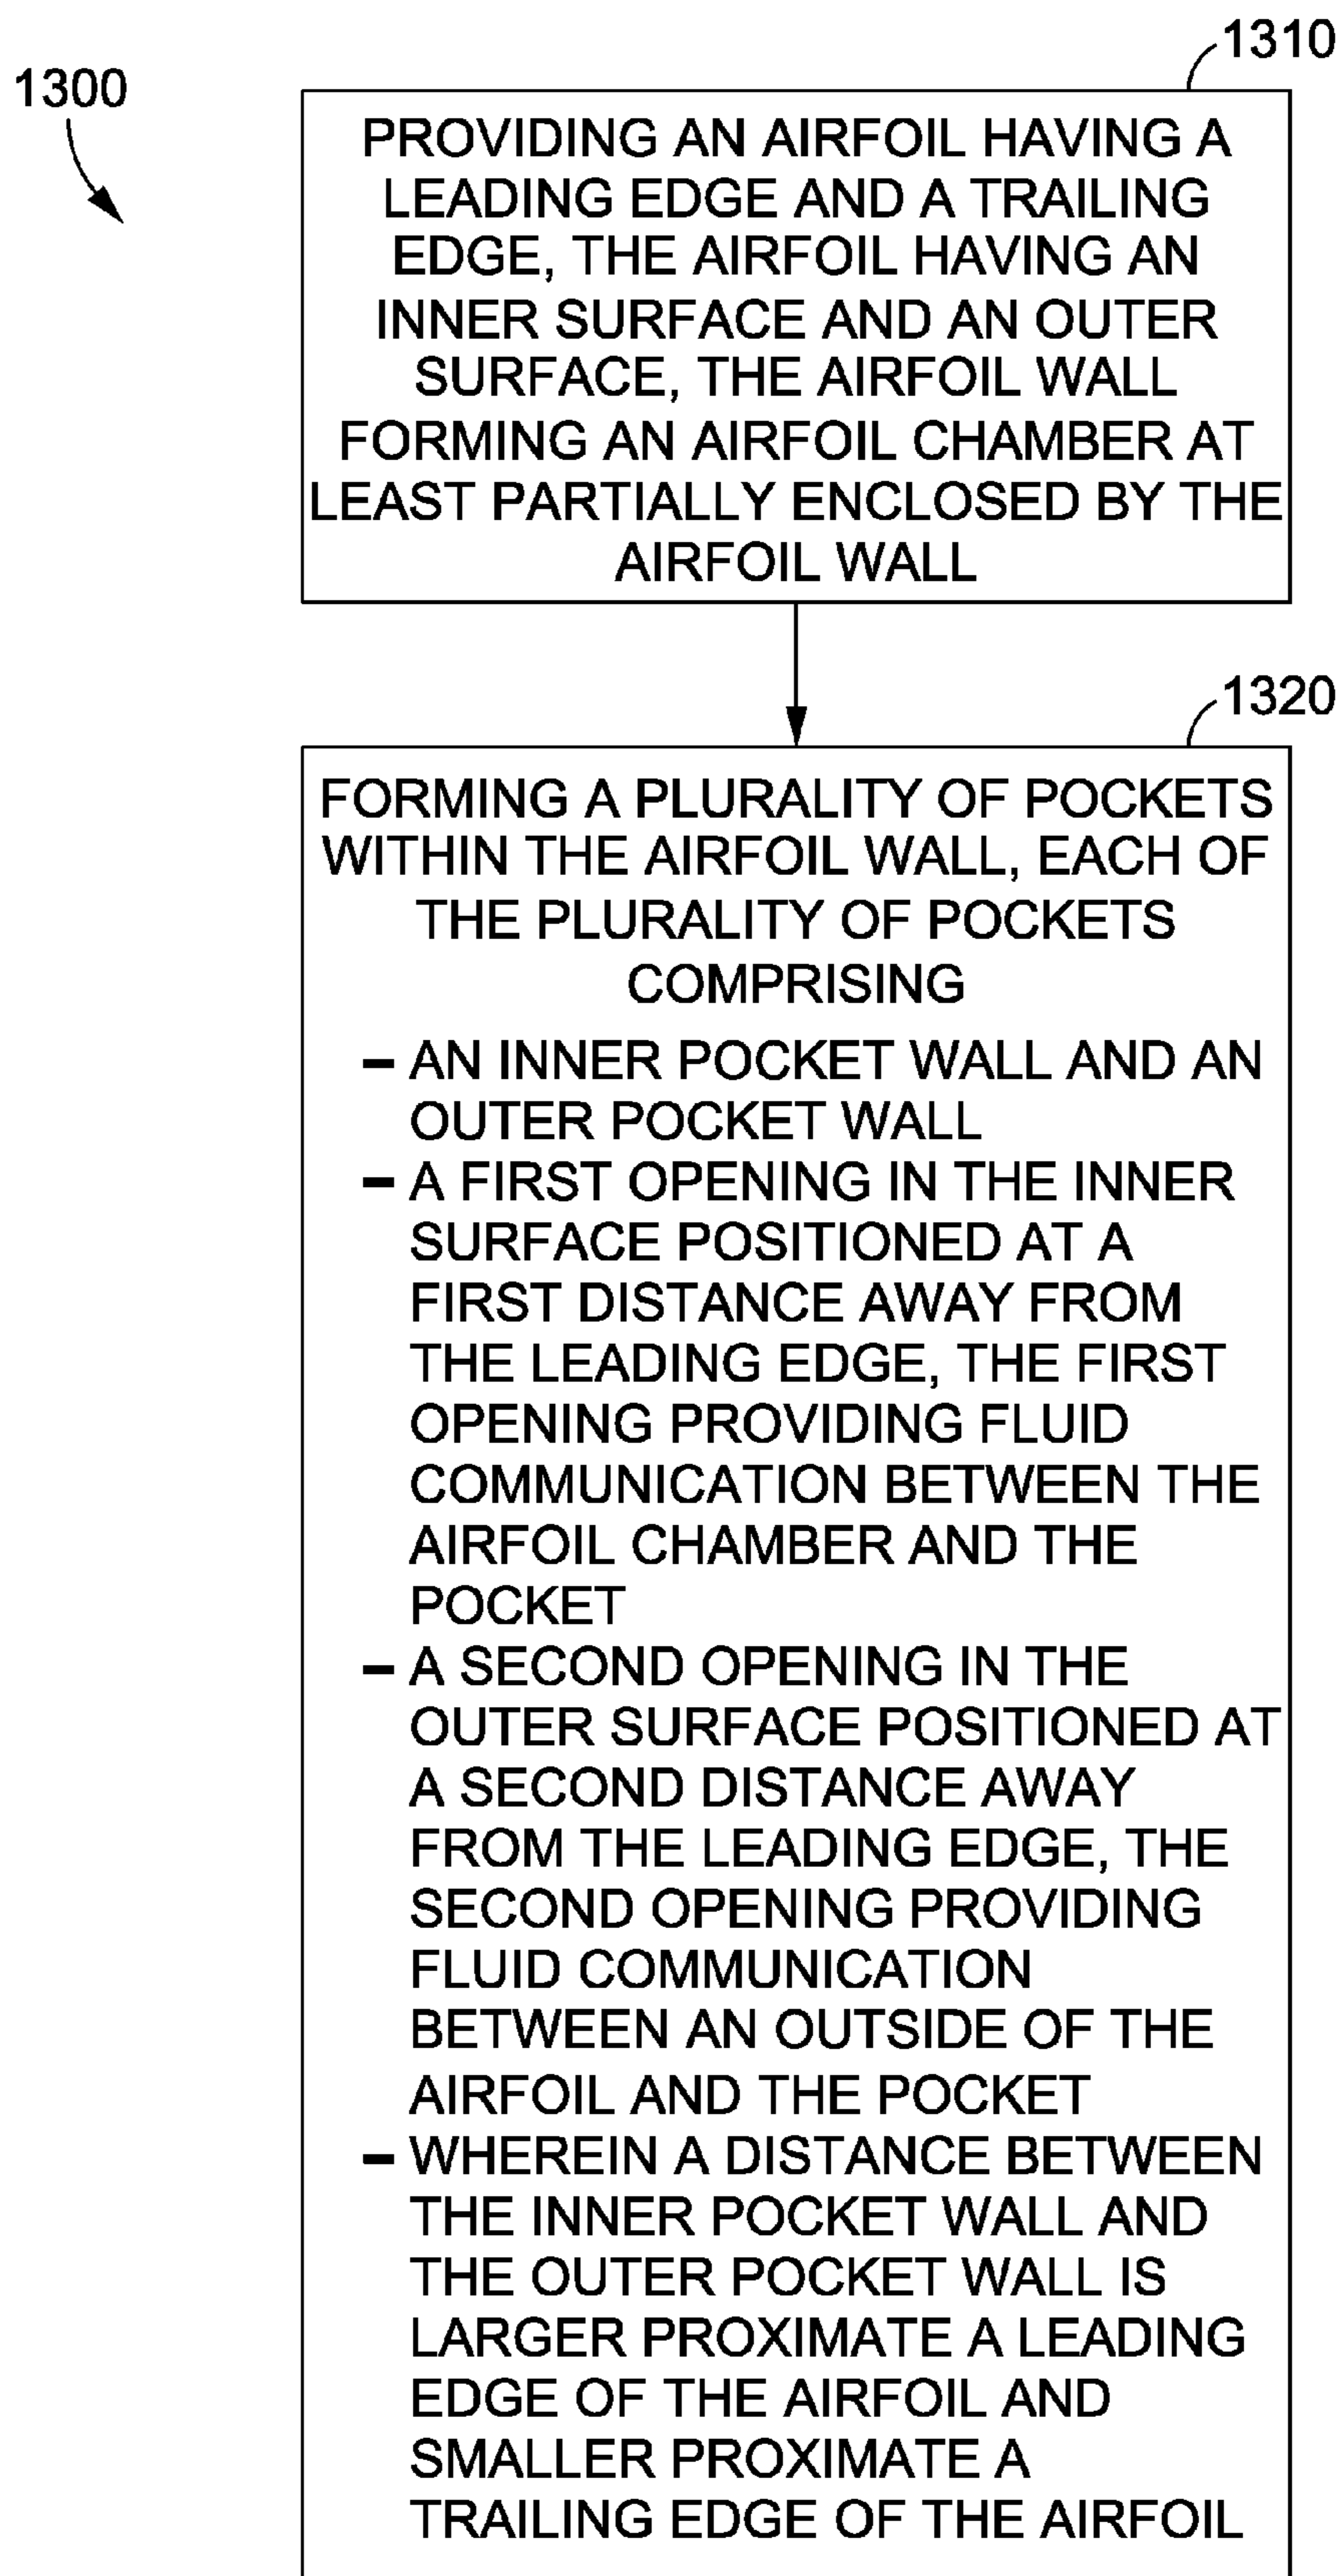 1300
1310
PROVIDING AN AIRFOIL HAVING A
LEADING EDGE AND A TRAILING
EDGE, THE AIRFOIL HAVING AN
INNER SURFACE AND AN OUTER
SURFACE, THE AIRFOIL WALL
FORMING AN AIRFOIL CHAMBER AT
LEAST PARTIALLY ENCLOSED BY THE
AIRFOIL WALL
1320
FORMING A PLURALITY OF POCKETS
WITHIN THE AIRFOIL WALL, EACH OF
THE PLURALITY OF POCKETS
COMPRISING
– AN INNER POCKET WALL AND AN
OUTER POCKET WALL
– A FIRST OPENING IN THE INNER
SURFACE POSITIONED AT A
FIRST DISTANCE AWAY FROM
THE LEADING EDGE, THE FIRST
OPENING PROVIDING FLUID
COMMUNICATION BETWEEN THE
AIRFOIL CHAMBER AND THE
POCKET
– A SECOND OPENING IN THE
OUTER SURFACE POSITIONED AT
A SECOND DISTANCE AWAY
FROM THE LEADING EDGE, THE
SECOND OPENING PROVIDING
FLUID COMMUNICATION
BETWEEN AN OUTSIDE OF THE
AIRFOIL AND THE POCKET
– WHEREIN A DISTANCE BETWEEN
THE INNER POCKET WALL AND
THE OUTER POCKET WALL IS
LARGER PROXIMATE A LEADING
EDGE OF THE AIRFOIL AND
SMALLER PROXIMATE A
TRAILING EDGE OF THE AIRFOIL